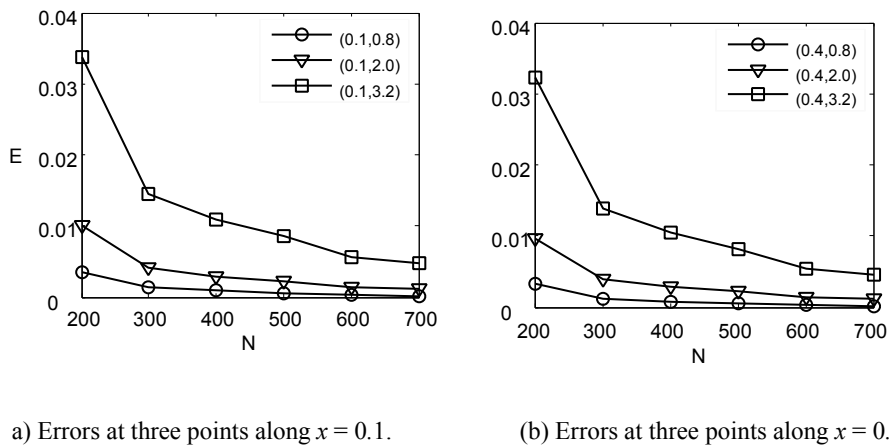 0.04
0.03
0.02
E
0.01
0
200 300 400 500 600 700
N
(0.1,0.8)
(0.1,2.0)
(0.1,3.2)
0.04
0.03
0.02
0.01
0
200 300 400 500 600 700
N
(0.4,0.8)
(0.4,2.0)
(0.4,3.2)
a) Errors at three points along x = 0.1.
(b) Errors at three points along x = 0.